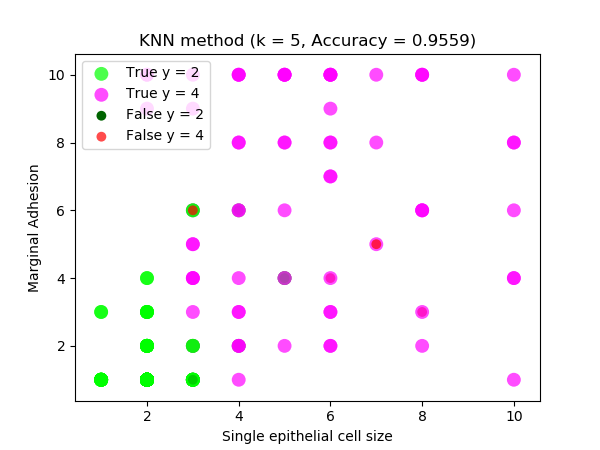 KNN method (k = 5, Accuracy = 0.9559)
True y = 2
True y = 4
False y = 2
False y = 4
Marginal Adhesion
10
8
6
4
2
2 4 6 8 10
Single epithelial cell size